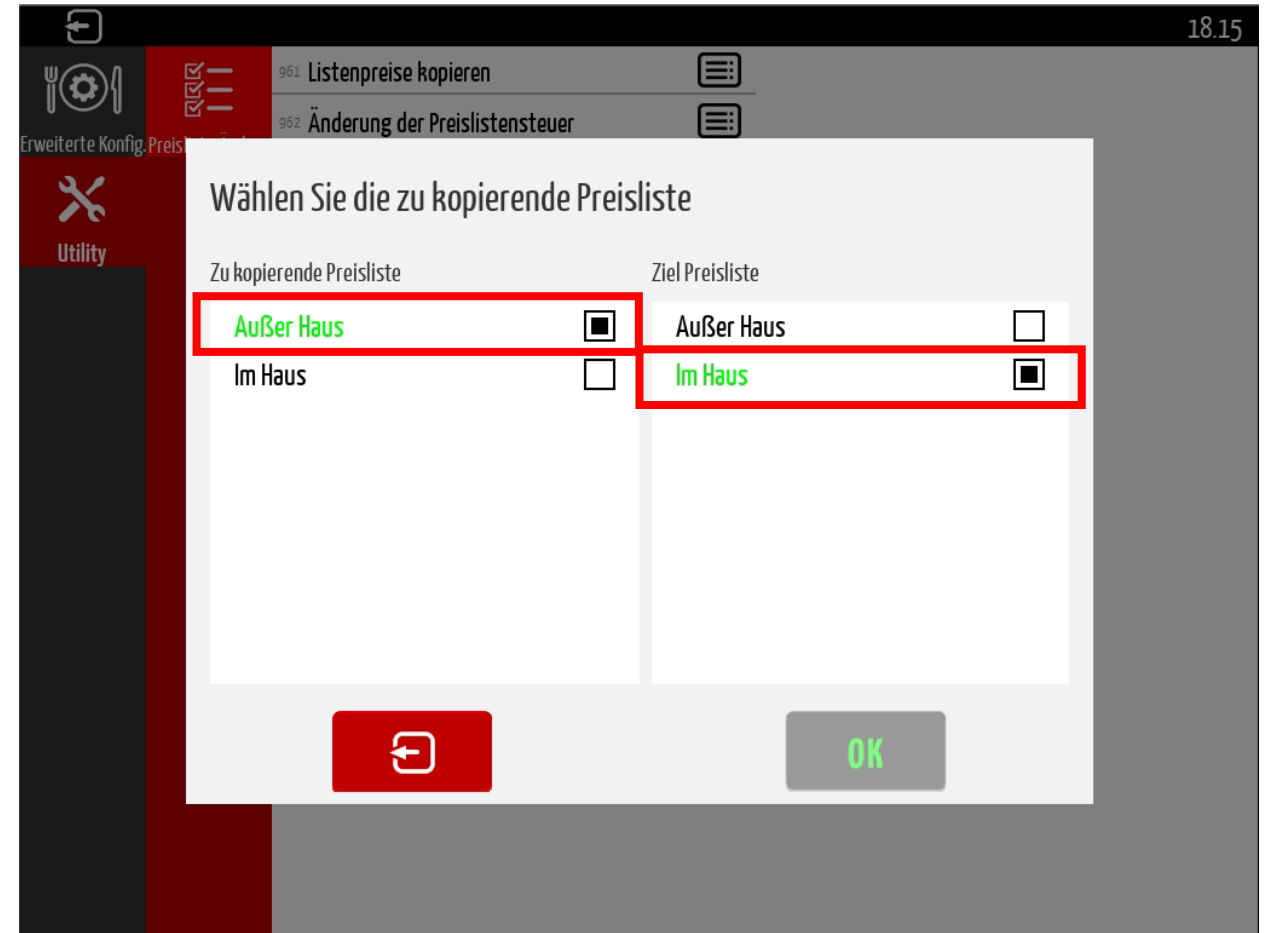 18.15
961 Listenpreise kopieren
962 Änderung der Preislistensteuer
Erweiterte Konfig.
Utility
Wählen Sie die zu kopierende Preisliste
Zu kopierende Preisliste
Ziel Preisliste
Außer Haus
Im Haus
Außer Haus
Im Haus
OK